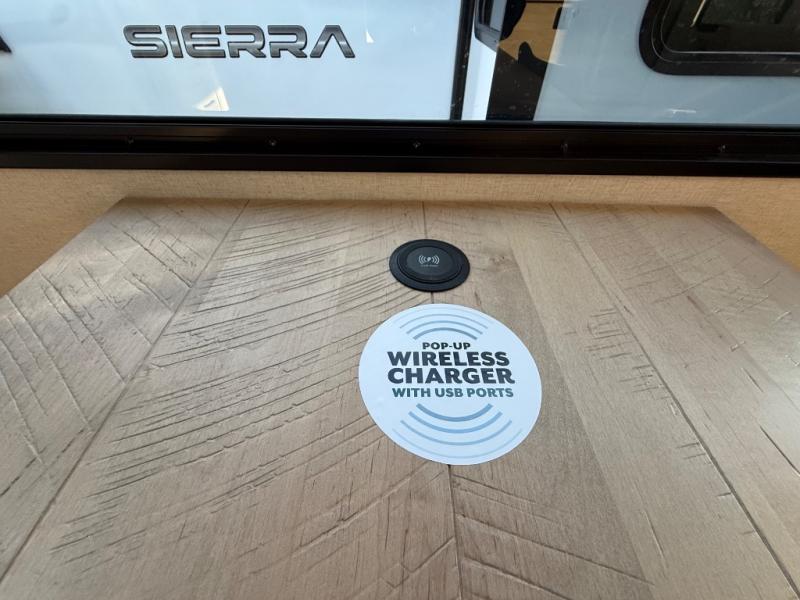 SIERRA
POP-UP
WIRELESS
CHARGER
WITH USB PORTS